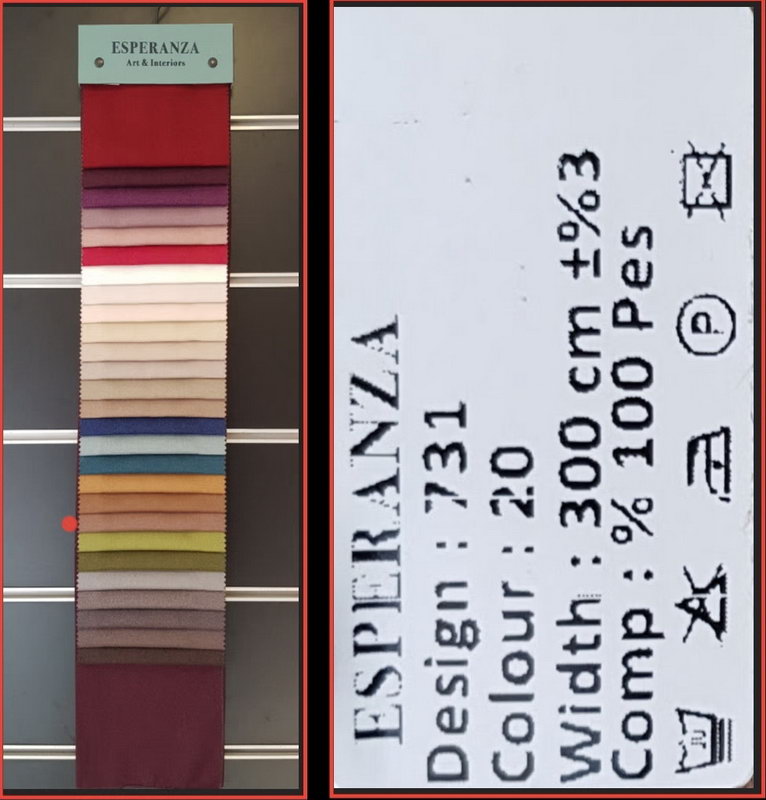 ESPERANZA
Art & Interiors
ESPERANZA
Design : 731
Colour : 20
Width : 300 cm ±%3
Comp : % 100 Pes
P